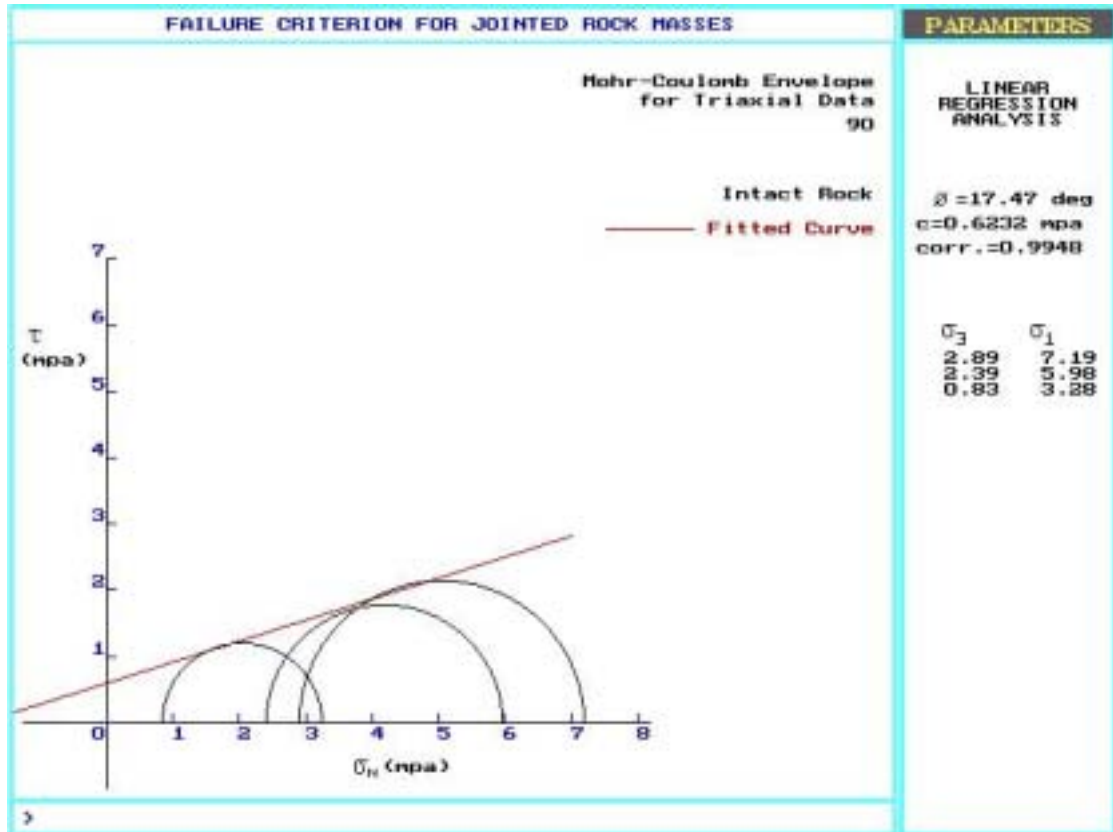 FAILURE CRITERION FOR JOINTED ROCK MASSES
PARAMETERS
Mohr-Coulomb Envelope
for Triaxial Data
90
Intact Rock
Fitted Curve
7
6
τ
(mpa)
5
4
3
2
1
0 1 2 3 4 5 6 7 8
σN (mpa)
>
LINEAR
REGRESSION
ANALYSIS
ø =17.47 deg
c=0.6232 mpa
corr.=0.9948
σ3 σ1
2.89 7.19
2.39 5.98
0.83 3.28